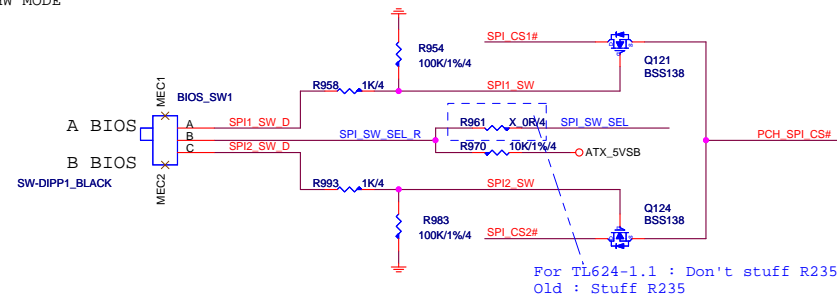 MODE
SPI_CS1#
R954
100K/1%/4
Q121
BSS138
MEC1
BIOS_SW1
R958
1K/4
SPI1_SW
A BIOS
A
SPI1_SW_D
R961
X_0R/4
SPI_SW_SEL
B
SPI_SW_SEL_R
PCH_SPI_CS#
C
SPI2_SW_D
R970
10K/1%/4
ATX_5VSB
B BIOS
SW-DIPP1_BLACK
MEC2
R993
1K/4
SPI2_SW
R983
100K/1%/4
Q124
BSS138
SPI_CS2#
For TL624-1.1 : Don't stuff R235
Old : Stuff R235